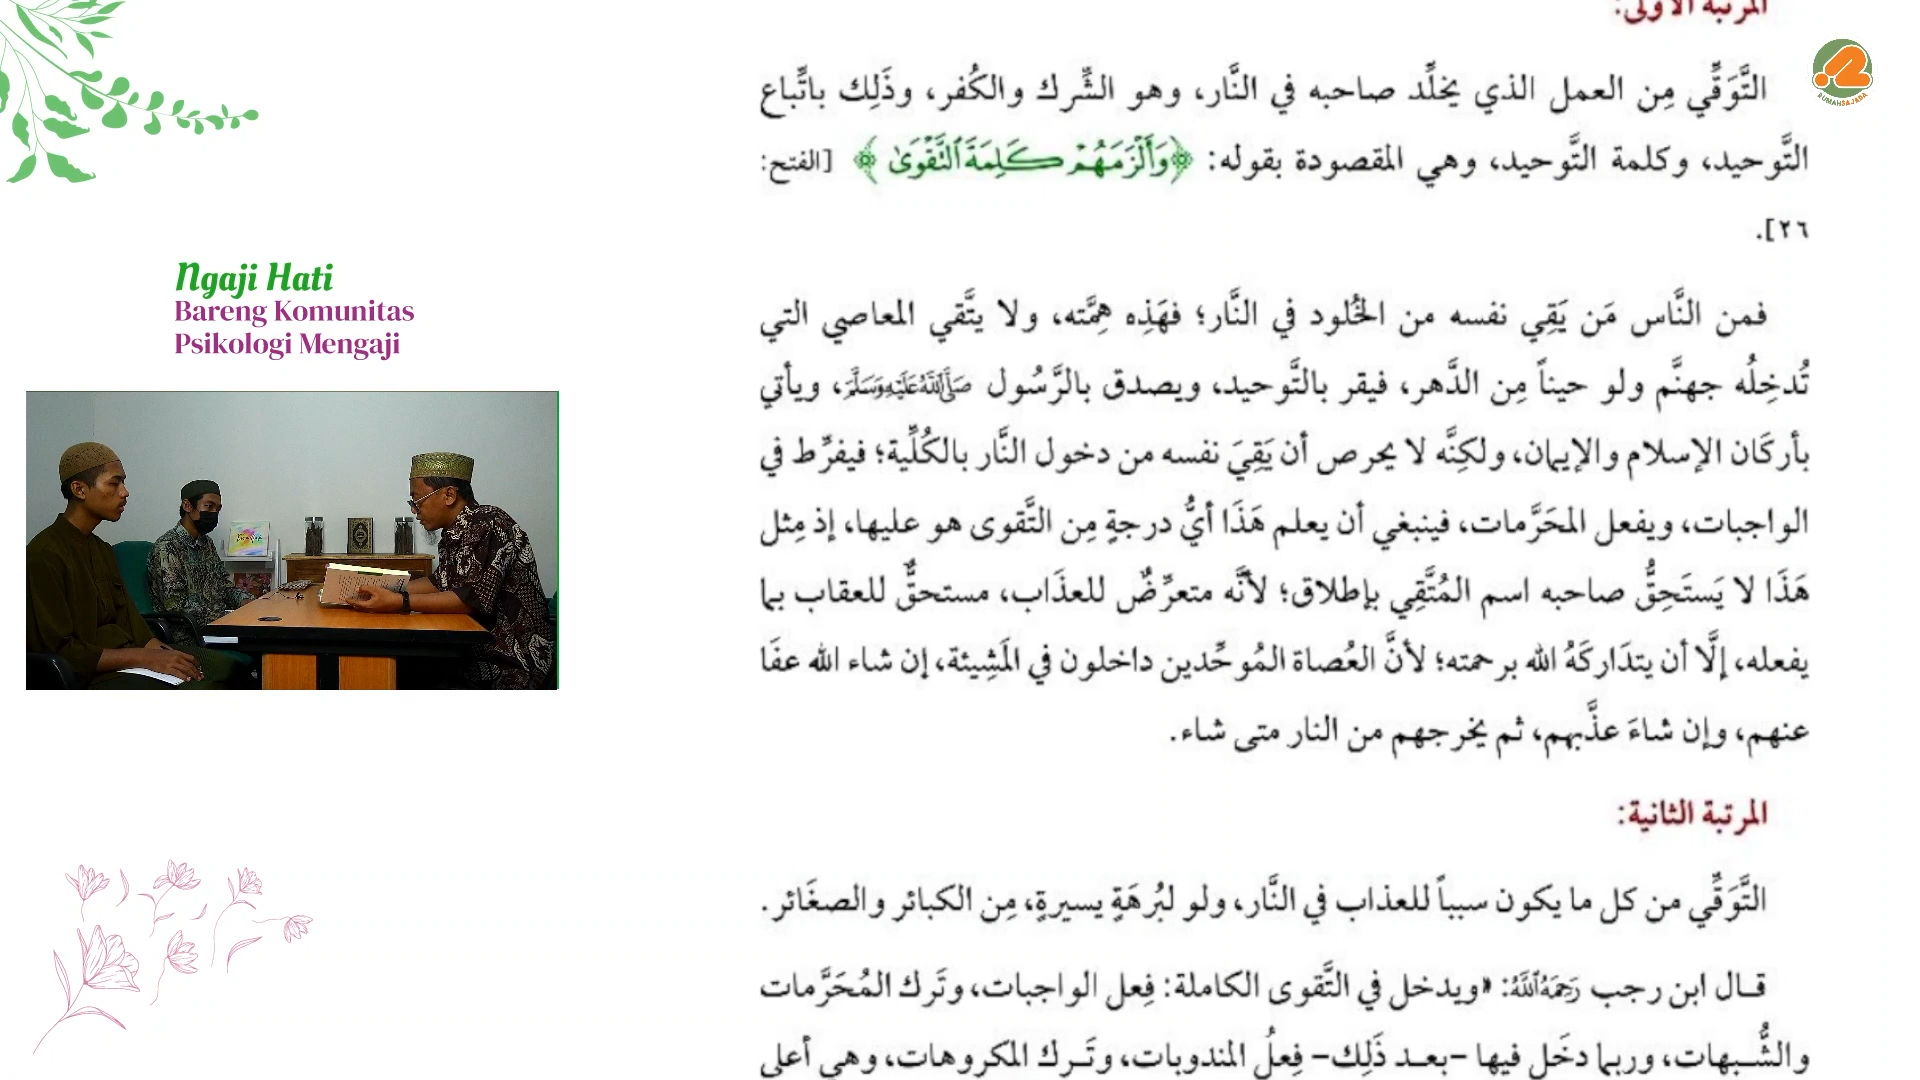 Ngaji Hati
Bareng Komunitas
Psikologi Mengaji
RUMAHSAJADA
المرتبة الأولى:
التَّوَقِّي مِن العمل الذي يخلِّد صاحبه في النَّار، وهو الشِّرك والكُفر، وذَلِك باتِّباع
التَّوحيد، وكلمة التَّوحيد، وهي المقصودة بقوله: ﴿وَأَلْزَمَهُمْ كَلِمَةَ ٱلتَّقْوَىٰ﴾ [الفتح:
٢٦].
فمن النَّاس مَن يَقِي نفسه من الخُلود في النَّار؛ فهَذِه هِمَّته، ولا يتَّقي المعاصي التي
تُدخِلُه جهنَّم ولو حيناً مِن الدَّهر، فيقر بالتَّوحيد، ويصدق بالرَّسُول صَلَّى ٱللَّهُ عَلَيْهِ وَسَلَّمَ، ويأتي
بأركَان الإسلام والإيمان، ولكِنَّه لا يحرص أن يَقِيَ نفسه من دخول النَّار بالكُلِّية؛ فيفرِّط في
الواجبات، ويفعل المحَرَّمات، فينبغي أن يعلم هَذَا أيُّ درجةٍ مِن التَّقوى هو عليها، إذ مِثل
هَذَا لا يَستَحِقُّ صاحبه اسم المُتَّقِي بإطلاق؛ لأنَّه متعرِّضٌ للعذَاب، مستحقٌّ للعقاب بما
يفعله، إلَّا أن يتدَاركَهُ الله برحمته؛ لأنَّ العُصاة المُوحِّدين داخلون في المَشِيئة، إن شاء الله عفَا
عنهم، وإن شاءَ عذَّبهم، ثم يخرجهم من النار متى شاء.
المرتبة الثانية:
التَّوَقِّي من كل ما يكون سبباً للعذاب في النَّار، ولو لبُرهَةٍ يسيرةٍ، مِن الكبائر والصغَائر.
قال ابن رجب رَحِمَهُ ٱللَّهُ: «ويدخل في التَّقوى الكاملة: فِعل الواجبات، وتَرك المُحَرَّمات
والشُّبهات، وربما دخَل فيها -بعد ذَلِك- فِعلُ المندوبات، وتَرك المكروهات، وهي أعلى